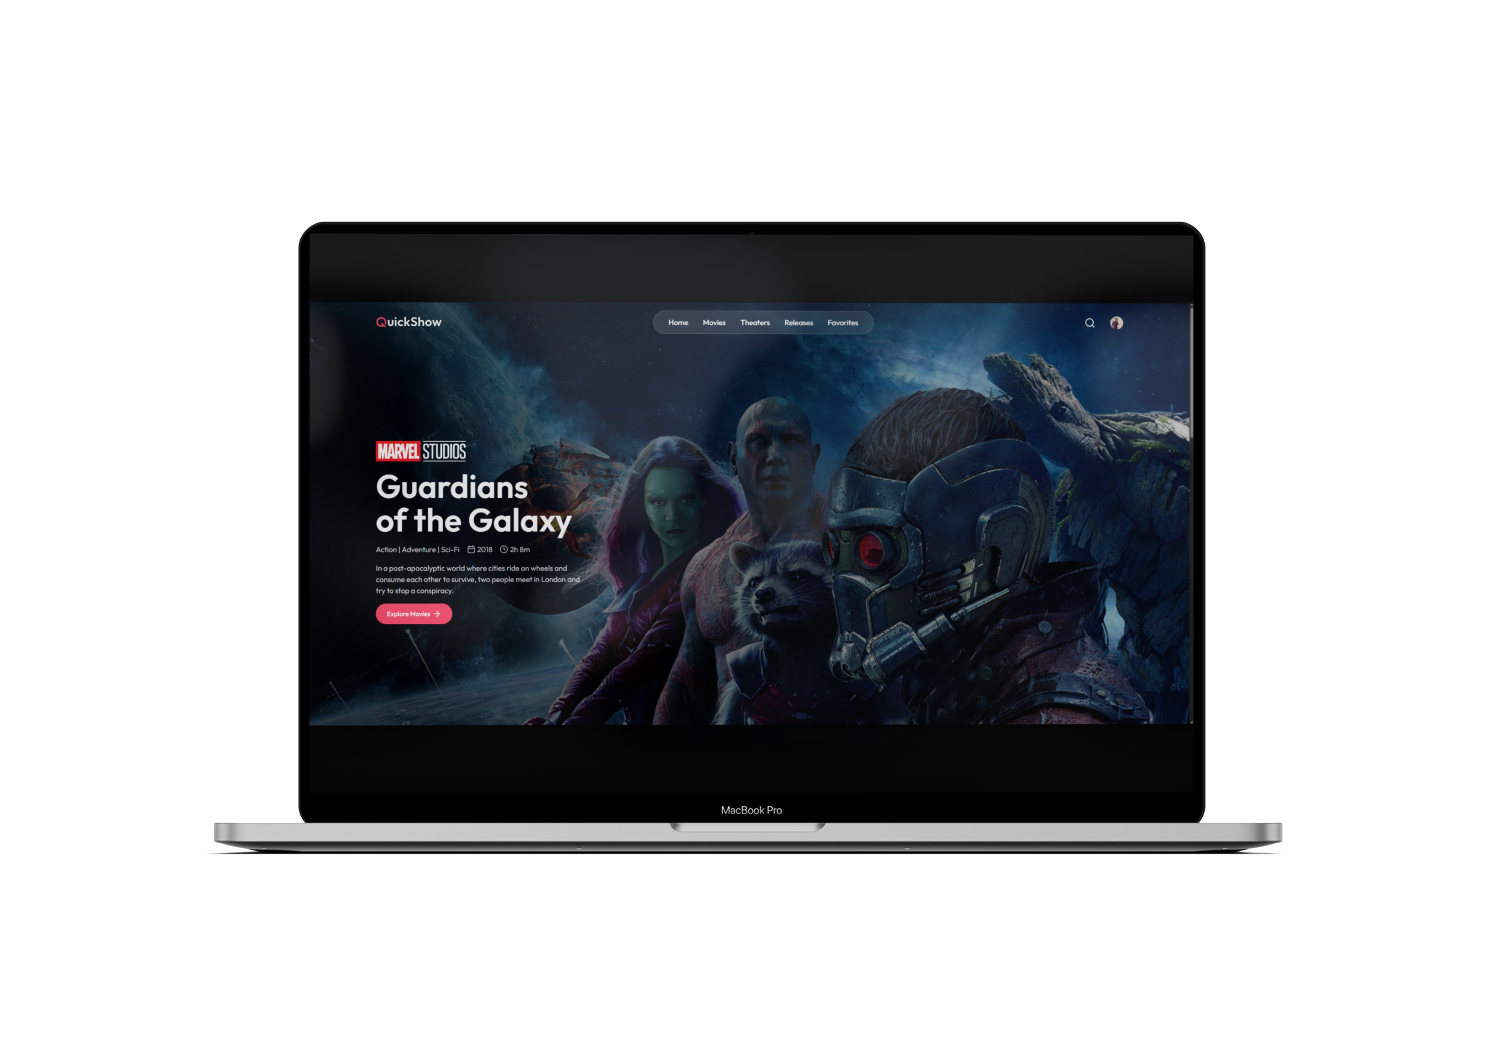 QuickShow
Home Movies Theaters Releases Favorites
MARVEL STUDIOS
Guardians
of the Galaxy
Action | Adventure | Sci-Fi 2018 2h 8m
In a post-apocalyptic world where cities ride on wheels and
consume each other to survive, two people meet in London and
try to stop a conspiracy.
Explore Movies
MacBook Pro